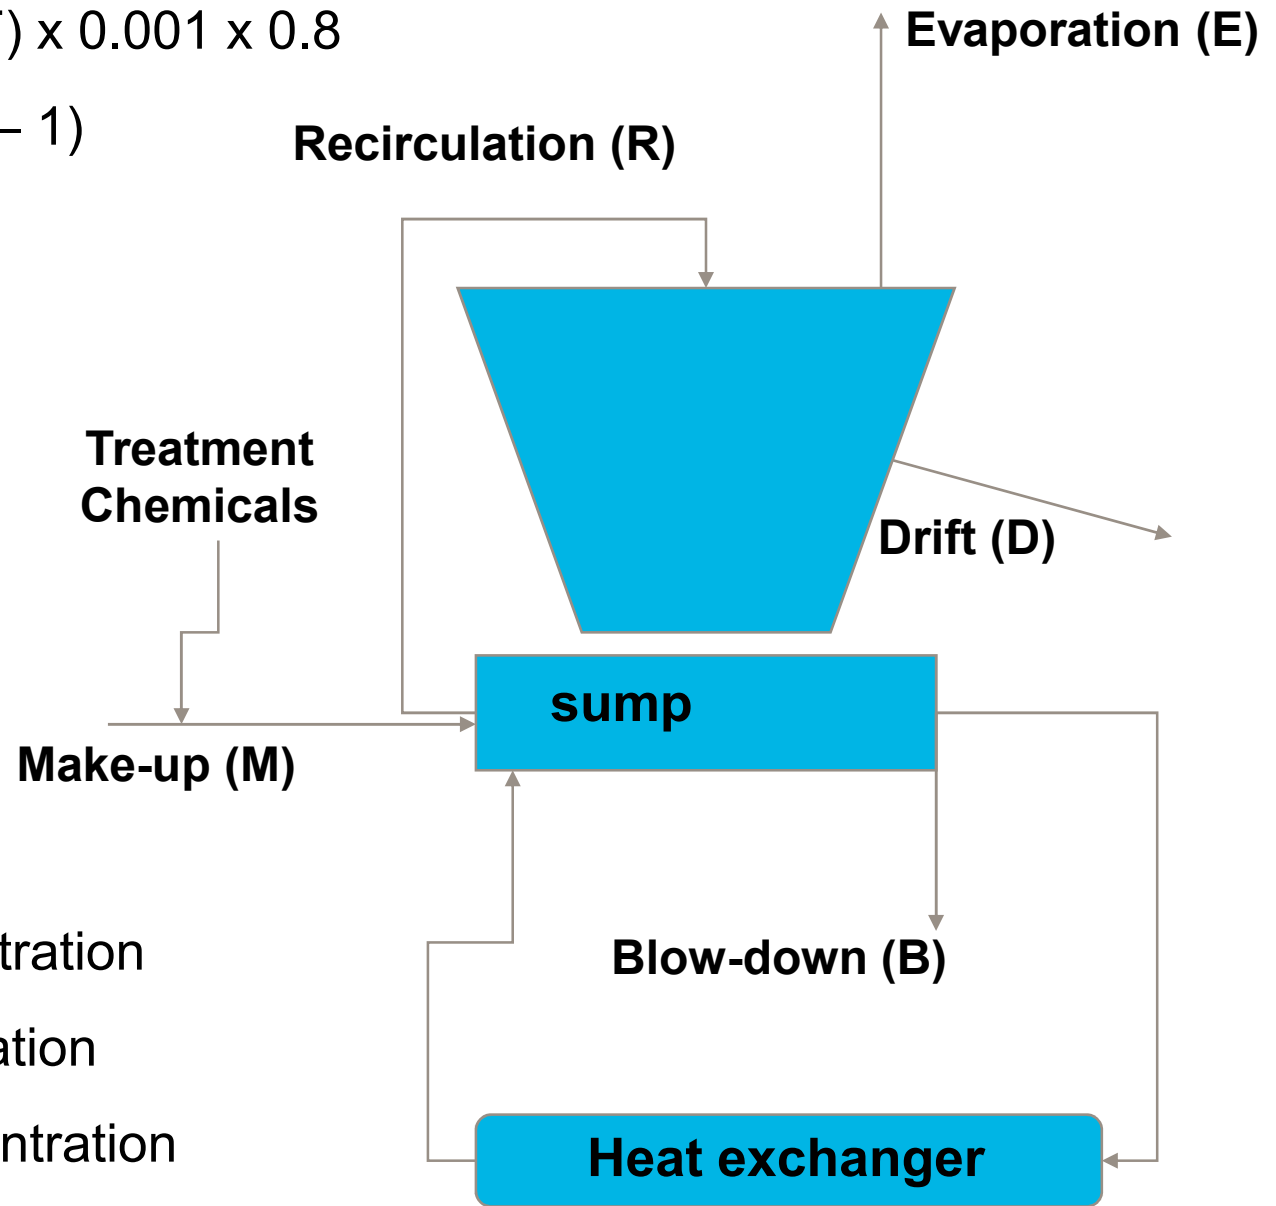 ) x 0.001 x 0.8
Evaporation (E)
– 1)
Recirculation (R)
Treatment
Chemicals
Drift (D)
sump
Make-up (M)
tration
ation
Blow-down (B)
ntration
Heat exchanger